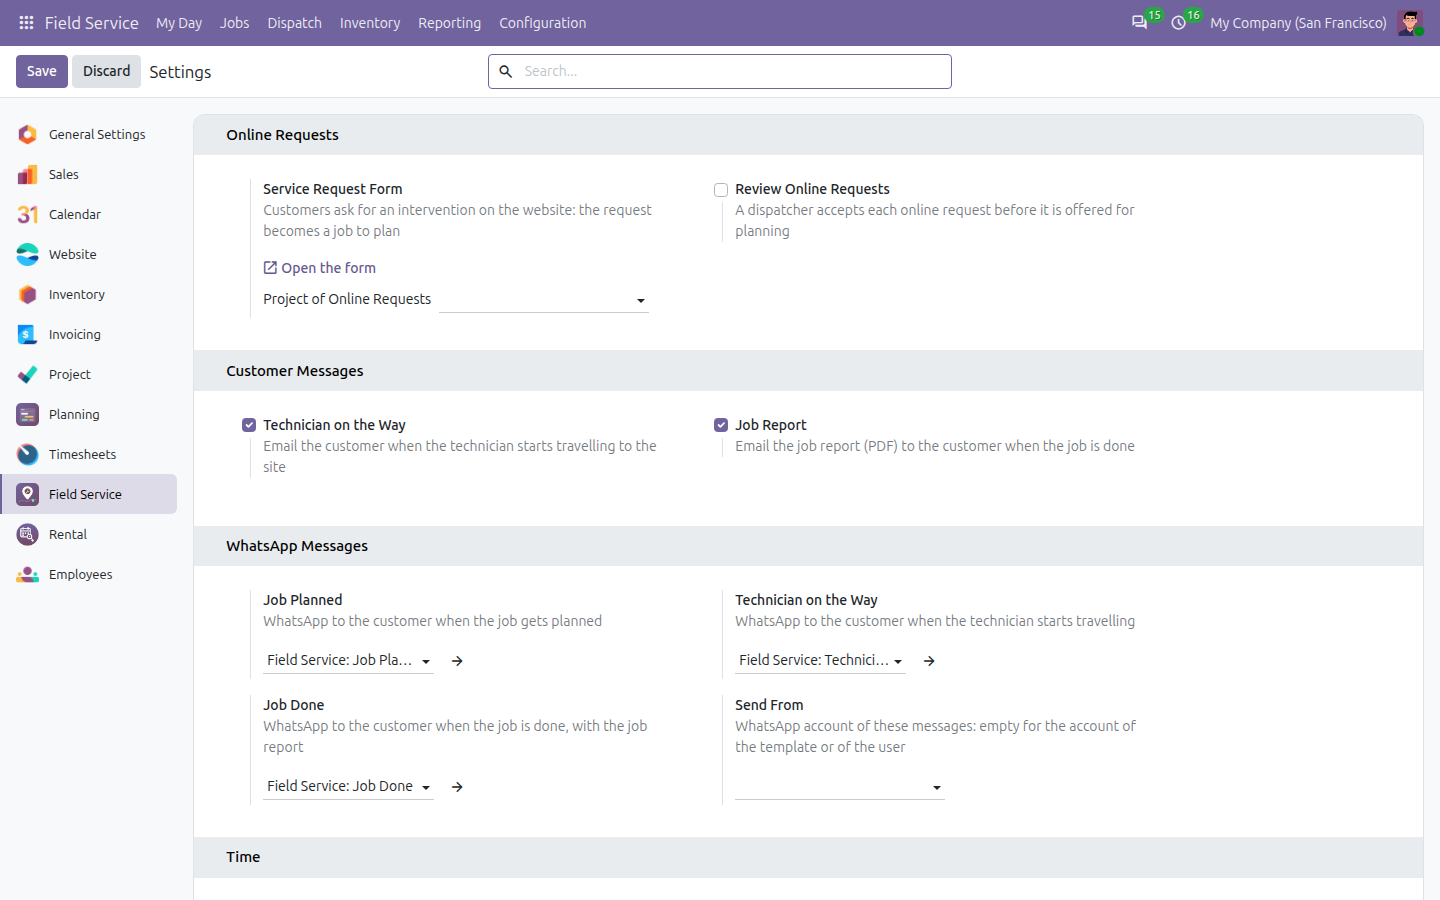 Field Service
My Day
Jobs
Dispatch
Inventory
Reporting
Configuration
15
16
My Company (San Francisco)
Save
Discard
Settings
Search...
General Settings
Sales
31
Calendar
Website
Inventory
$
Invoicing
Project
Planning
Timesheets
Field Service
Rental
Employees
Online Requests
Service Request Form
Customers ask for an intervention on the website: the request
becomes a job to plan
Open the form
Project of Online Requests
Review Online Requests
A dispatcher accepts each online request before it is offered for
planning
Customer Messages
Technician on the Way
Email the customer when the technician starts travelling to the
site
Job Report
Email the job report (PDF) to the customer when the job is done
WhatsApp Messages
Job Planned
WhatsApp to the customer when the job gets planned
Field Service: Job Pla...
Technician on the Way
WhatsApp to the customer when the technician starts travelling
Field Service: Technici...
Job Done
WhatsApp to the customer when the job is done, with the job
report
Field Service: Job Done
Send From
WhatsApp account of these messages: empty for the account of
the template or of the user
Time